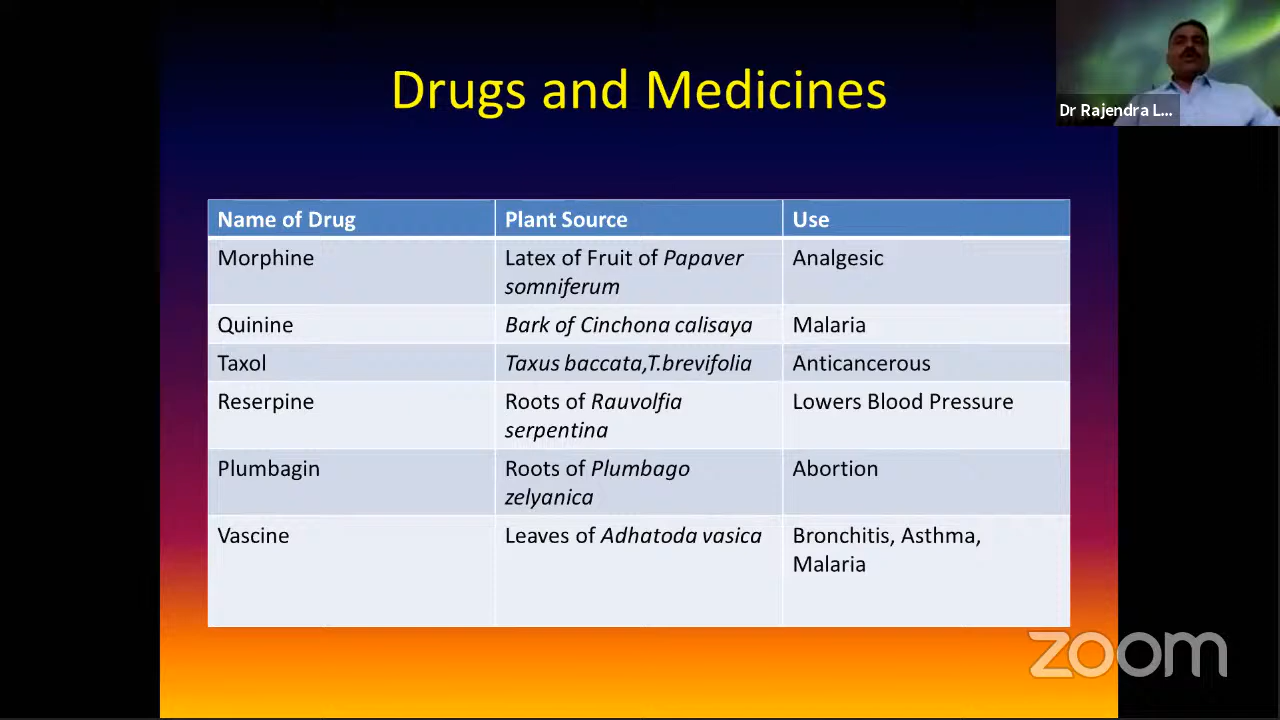 Drugs and Medicines
Dr Rajendra L...
Name of Drug Plant Source Use
Morphine Latex of Fruit of Papaver somniferum Analgesic
Quinine Bark of Cinchona calisaya Malaria
Taxol Taxus baccata,T.brevifolia Anticancerous
Reserpine Roots of Rauvolfia serpentina Lowers Blood Pressure
Plumbagin Roots of Plumbago zelyanica Abortion
Vascine Leaves of Adhatoda vasica Bronchitis, Asthma, Malaria
zoom